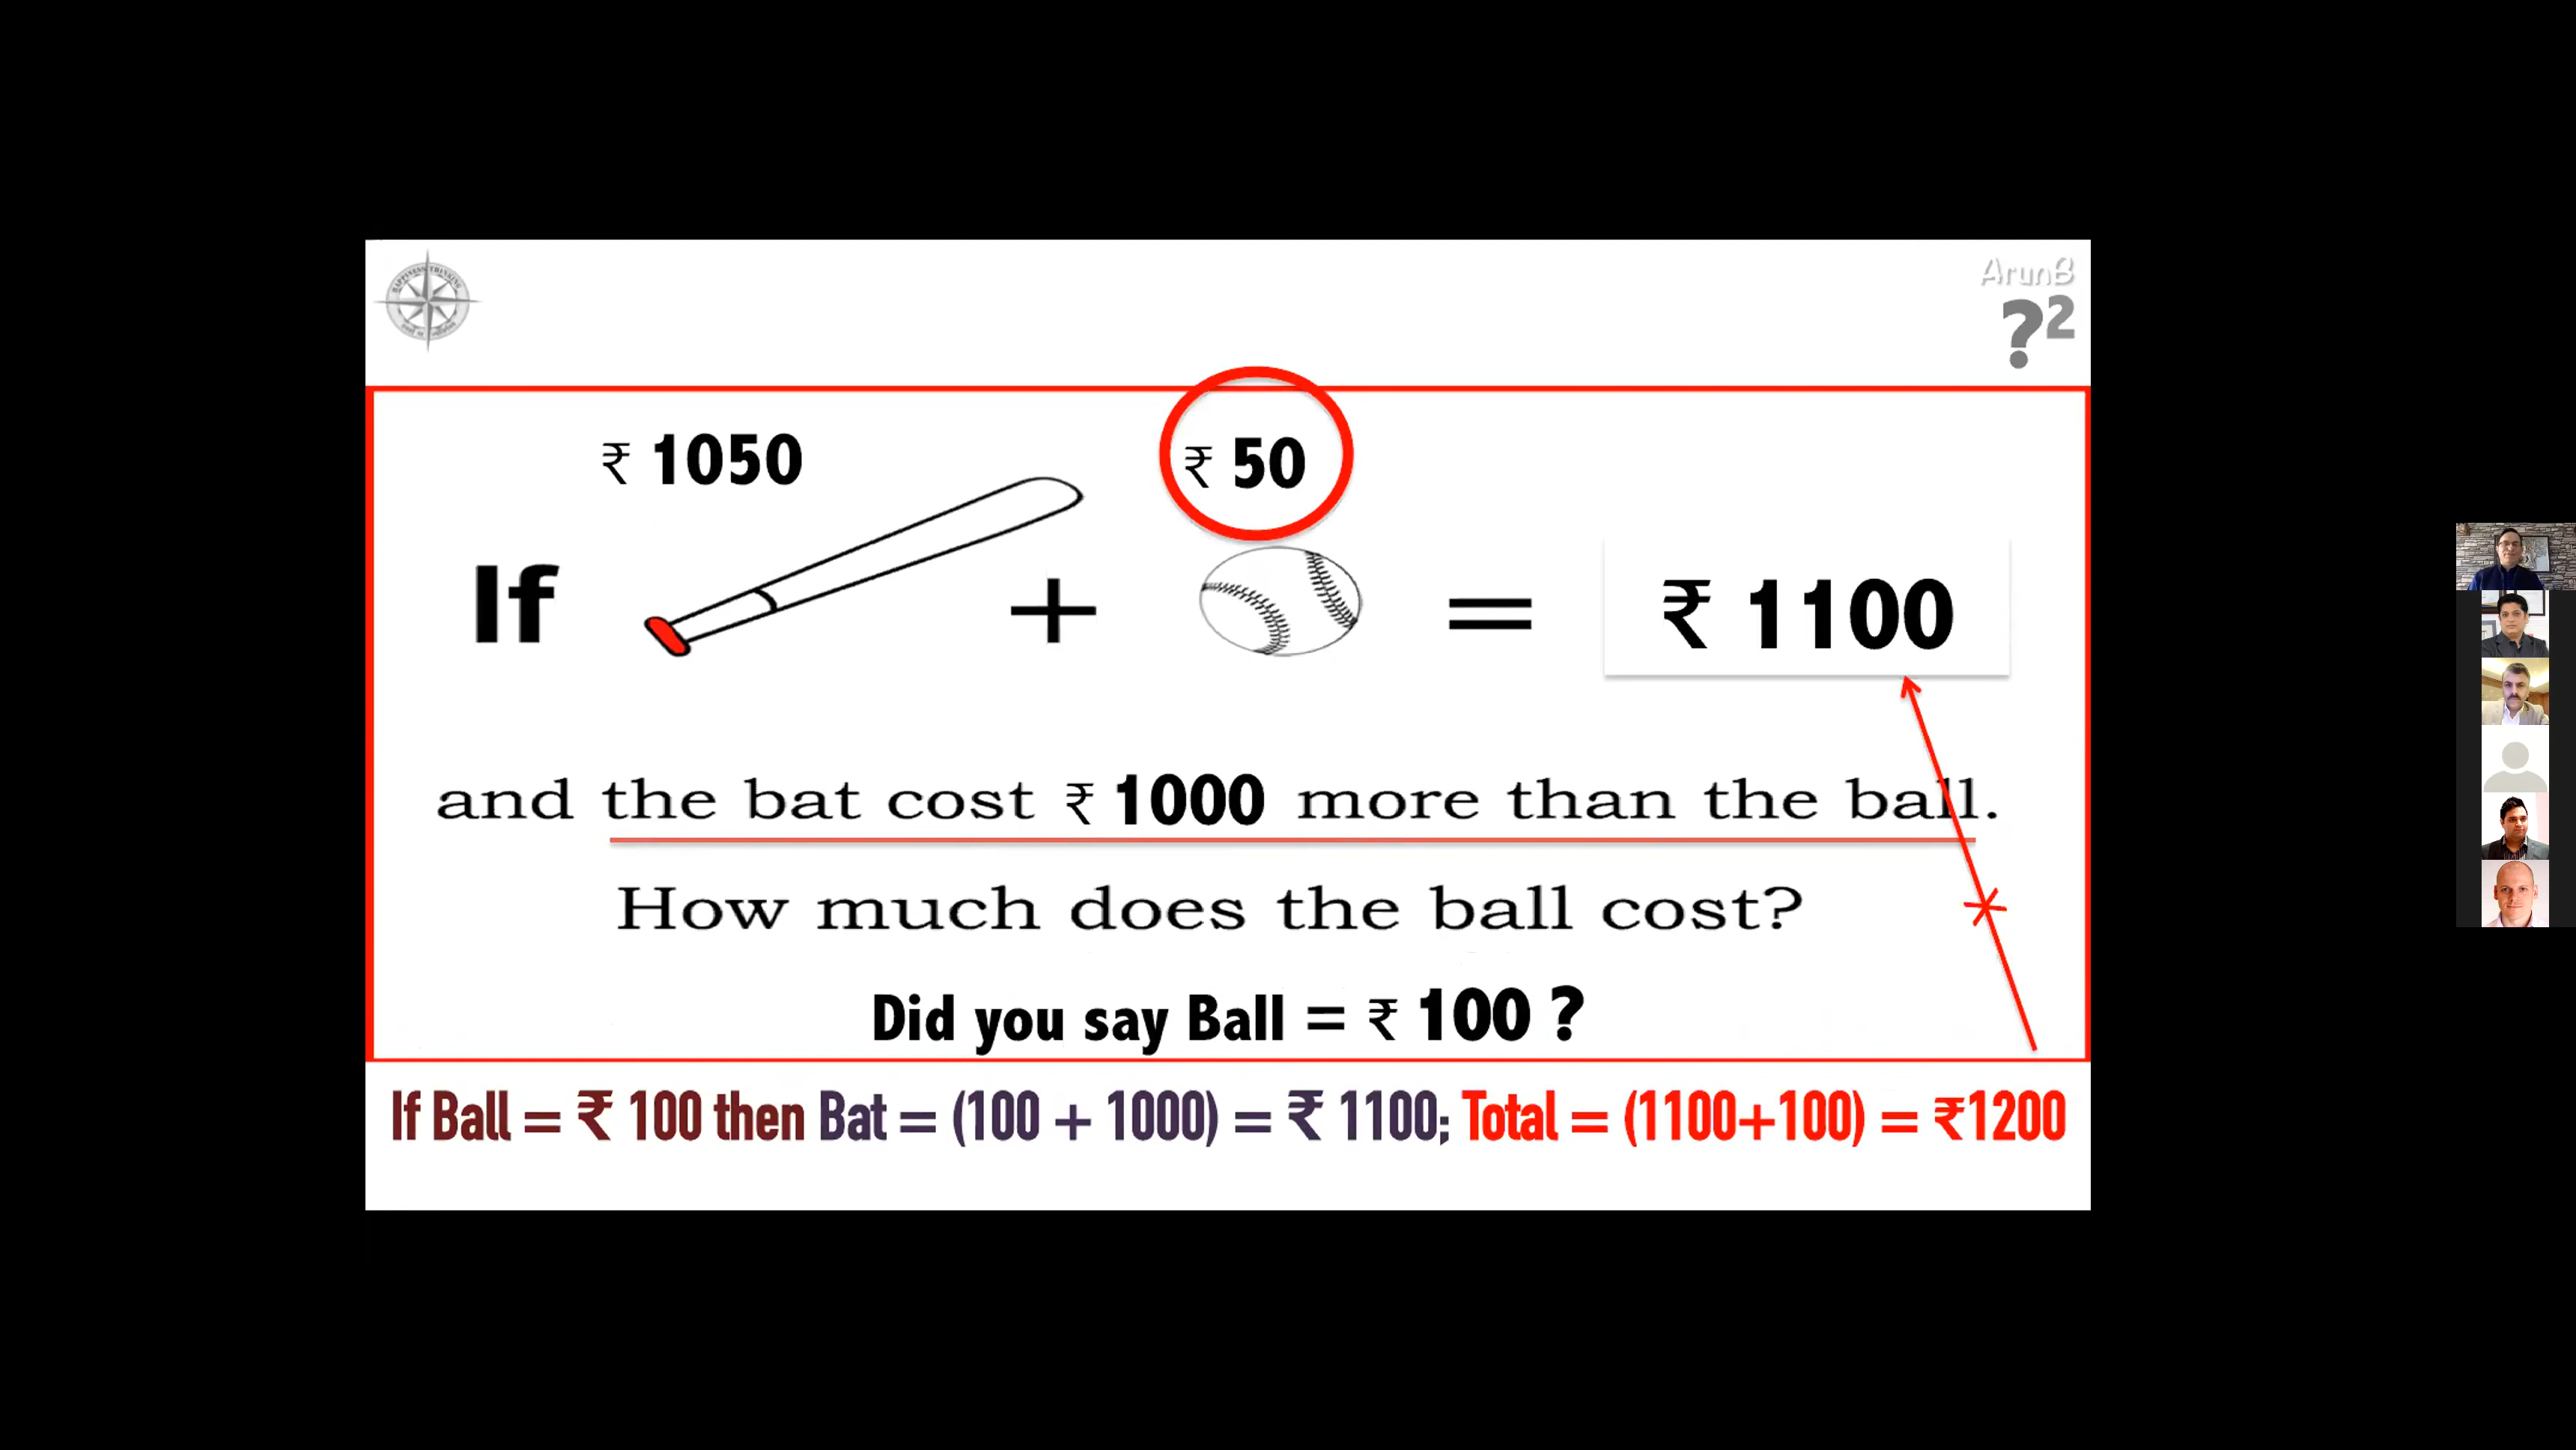 ArunB
?2
HAPPINESS THINKING
₹ 1050
₹ 50
If + = ₹ 1100
and the bat cost ₹ 1000 more than the ball.
How much does the ball cost?
Did you say Ball = ₹ 100 ?
If Ball = ₹ 100 then Bat = (100 + 1000) = ₹ 1100; Total = (1100+100) = ₹1200